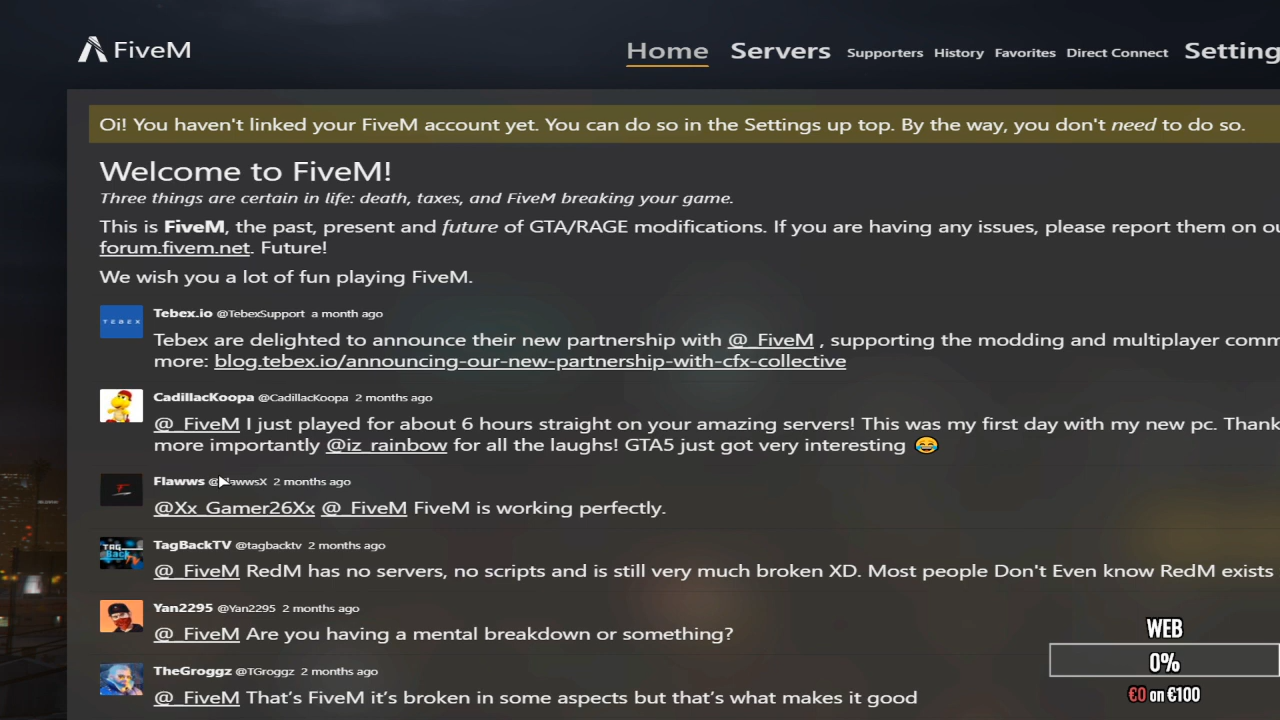 FiveM
Home Servers Supporters History Favorites Direct Connect Setting
Oi! You haven't linked your FiveM account yet. You can do so in the Settings up top. By the way, you don't need to do so.
Welcome to FiveM!
Three things are certain in life: death, taxes, and FiveM breaking your game.
This is FiveM, the past, present and future of GTA/RAGE modifications. If you are having any issues, please report them on ou
forum.fivem.net. Future!
We wish you a lot of fun playing FiveM.
TEBEX
Tebex.io @TebexSupport a month ago
Tebex are delighted to announce their new partnership with @_FiveM , supporting the modding and multiplayer comm
more: blog.tebex.io/announcing-our-new-partnership-with-cfx-collective
CadillacKoopa @CadillacKoopa 2 months ago
@_FiveM I just played for about 6 hours straight on your amazing servers! This was my first day with my new pc. Thank
more importantly @iz_rainbow for all the laughs! GTA5 just got very interesting 😂
Flawws @FlawwsX 2 months ago
@Xx_Gamer26Xx @_FiveM FiveM is working perfectly.
TAG
Back
TagBackTV @tagbacktv 2 months ago
@_FiveM RedM has no servers, no scripts and is still very much broken XD. Most people Don't Even know RedM exists
Yan2295 @Yan2295 2 months ago
@_FiveM Are you having a mental breakdown or something?
TheGroggz @TGroggz 2 months ago
@_FiveM That’s FiveM it’s broken in some aspects but that’s what makes it good
WEB
0%
€0 on €100